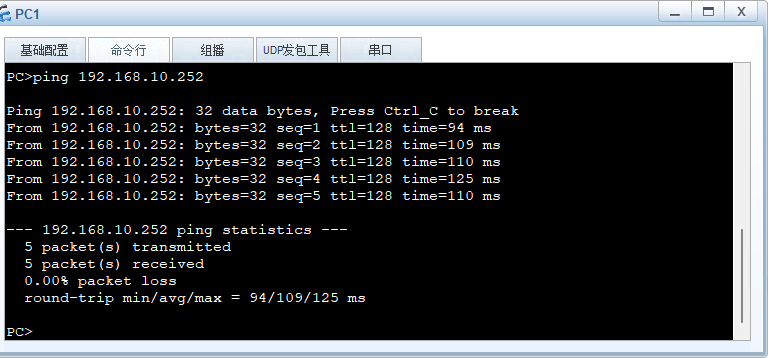 PC1
基础配置 命令行 组播 UDP发包工具 串口
PC>ping 192.168.10.252
Ping 192.168.10.252: 32 data bytes, Press Ctrl_C to break
From 192.168.10.252: bytes=32 seq=1 ttl=128 time=94 ms
From 192.168.10.252: bytes=32 seq=2 ttl=128 time=109 ms
From 192.168.10.252: bytes=32 seq=3 ttl=128 time=110 ms
From 192.168.10.252: bytes=32 seq=4 ttl=128 time=125 ms
From 192.168.10.252: bytes=32 seq=5 ttl=128 time=110 ms
--- 192.168.10.252 ping statistics ---
5 packet(s) transmitted
5 packet(s) received
0.00% packet loss
round-trip min/avg/max = 94/109/125 ms
PC>